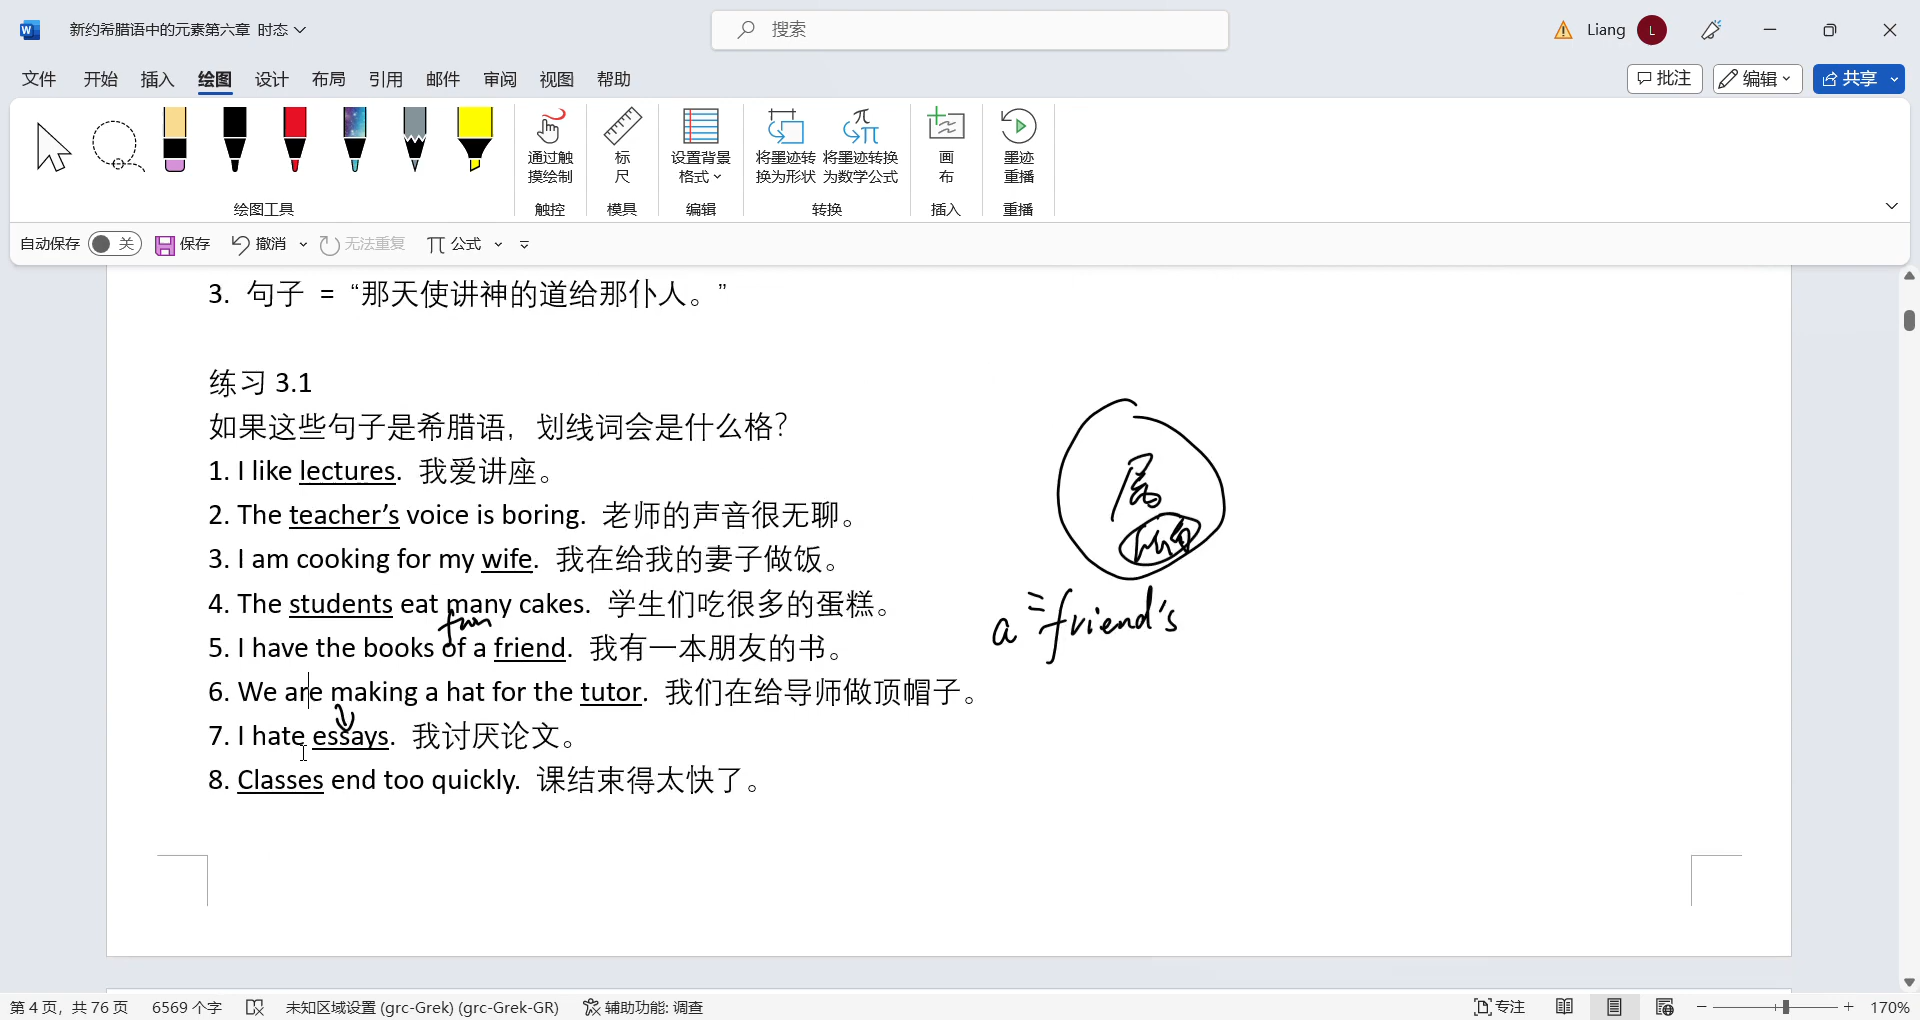 新约希腊语中的元素第六章 时态
搜索
Liang
L
文件 开始 插入 绘图 设计 布局 引用 邮件 审阅 视图 帮助
批注 编辑 共享
通过触摸绘制
标尺
设置背景格式
将墨迹转换为形状
将墨迹转换为数学公式
画布
墨迹重播
绘图工具 触控 模具 编辑 转换 插入 重播
自动保存 关 保存 撤消 无法重复 公式
3. 句子 = “那天使讲神的道给那仆人。”
练习 3.1
如果这些句子是希腊语，划线词会是什么格？
1. I like lectures. 我爱讲座。
2. The teacher’s voice is boring. 老师的声音很无聊。
3. I am cooking for my wife. 我在给我的妻子做饭。
4. The students eat many cakes. 学生们吃很多的蛋糕。
5. I have the books of a friend. 我有一本朋友的书。
6. We are making a hat for the tutor. 我们在给导师做顶帽子。
7. I hate essays. 我讨厌论文。
8. Classes end too quickly. 课结束得太快了。
属
a friend's
第 4 页，共 76 页 6569 个字 未知区域设置 (grc-Grek) (grc-Grek-GR) 辅助功能: 调查 专注 170%